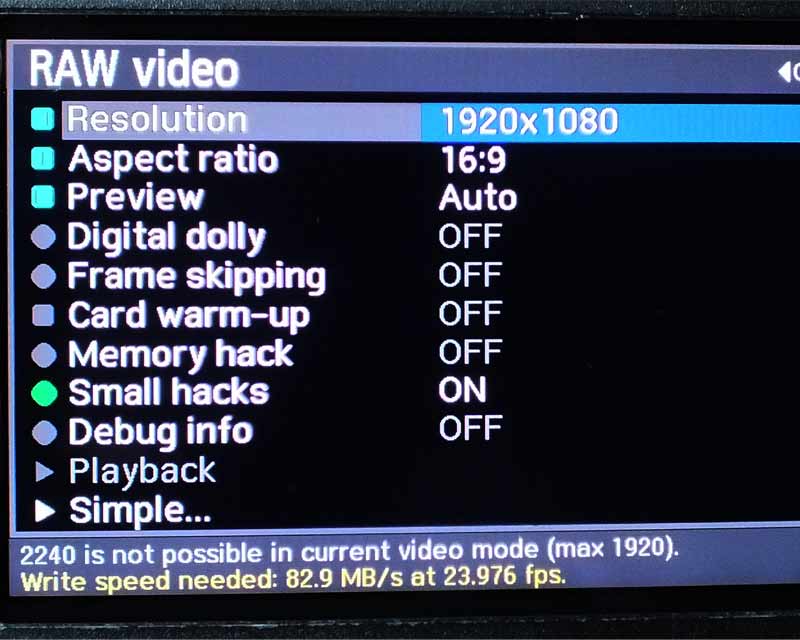 RAW video
Resolution 1920x1080
Aspect ratio 16:9
Preview Auto
Digital dolly OFF
Frame skipping OFF
Card warm-up OFF
Memory hack OFF
Small hacks ON
Debug info OFF
Playback
Simple...
2240 is not possible in current video mode (max 1920).
Write speed needed: 82.9 MB/s at 23.976 fps.